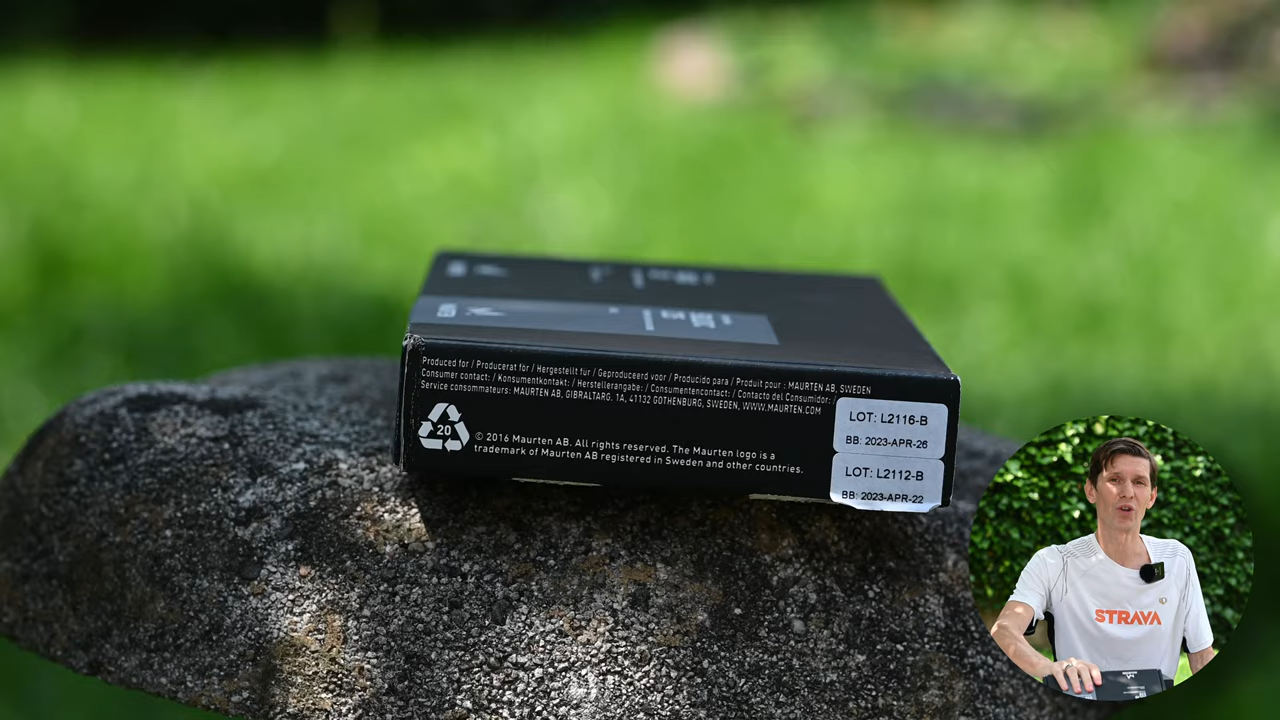 Produced for / Producerat for / Hergestellt für / Geproduceerd voor / Producido para / Produit pour : MAURTEN AB, SWEDEN
Consumer contact: / Konsumentkontakt: / Herstellerangabe: / Consumentencontact: / Contacto del Consumidor: /
Service consommateurs: MAURTEN AB, GIBRALTARG. 1A, 41132 GOTHENBURG, SWEDEN, WWW.MAURTEN.COM
20
© 2016 Maurten AB. All rights reserved. The Maurten logo is a
trademark of Maurten AB registered in Sweden and other countries.
LOT: L2116-B
BB: 2023-APR-26
LOT: L2112-B
BB: 2023-APR-22
STRAVA